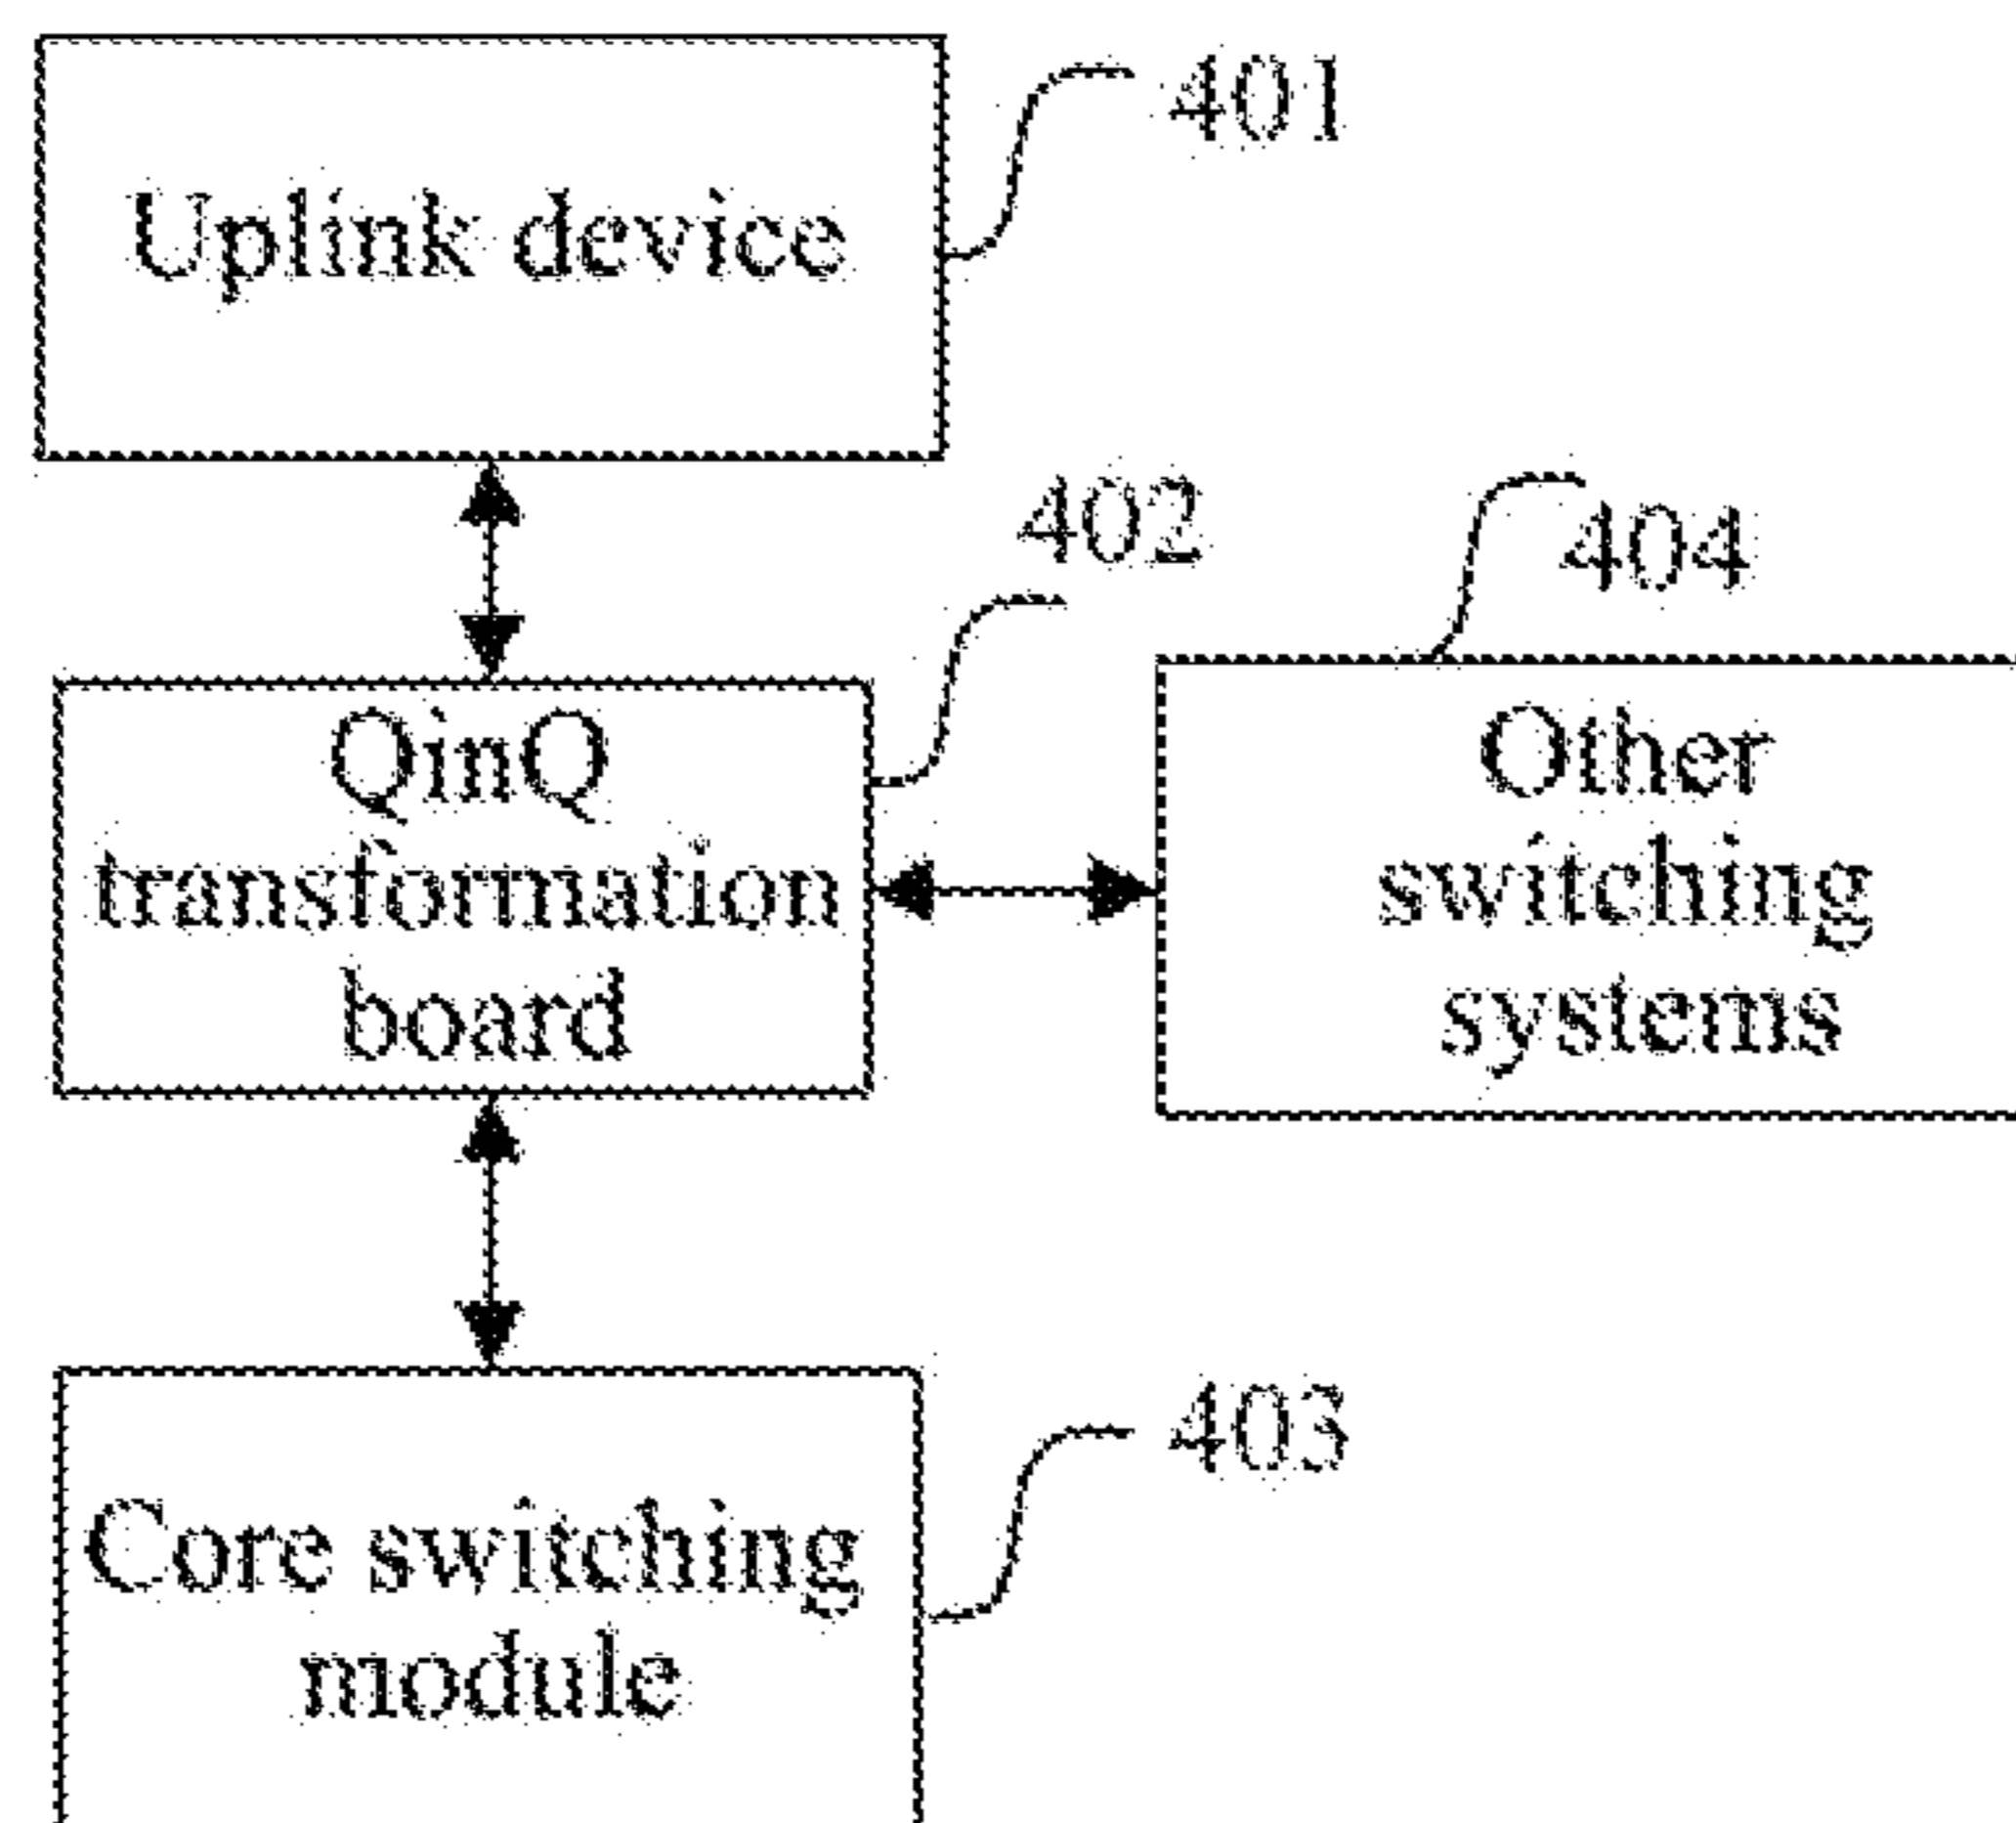 401
Uplink device
402
404
QinQ
transformation
board
Other
switching
systems
403
Core switching
module